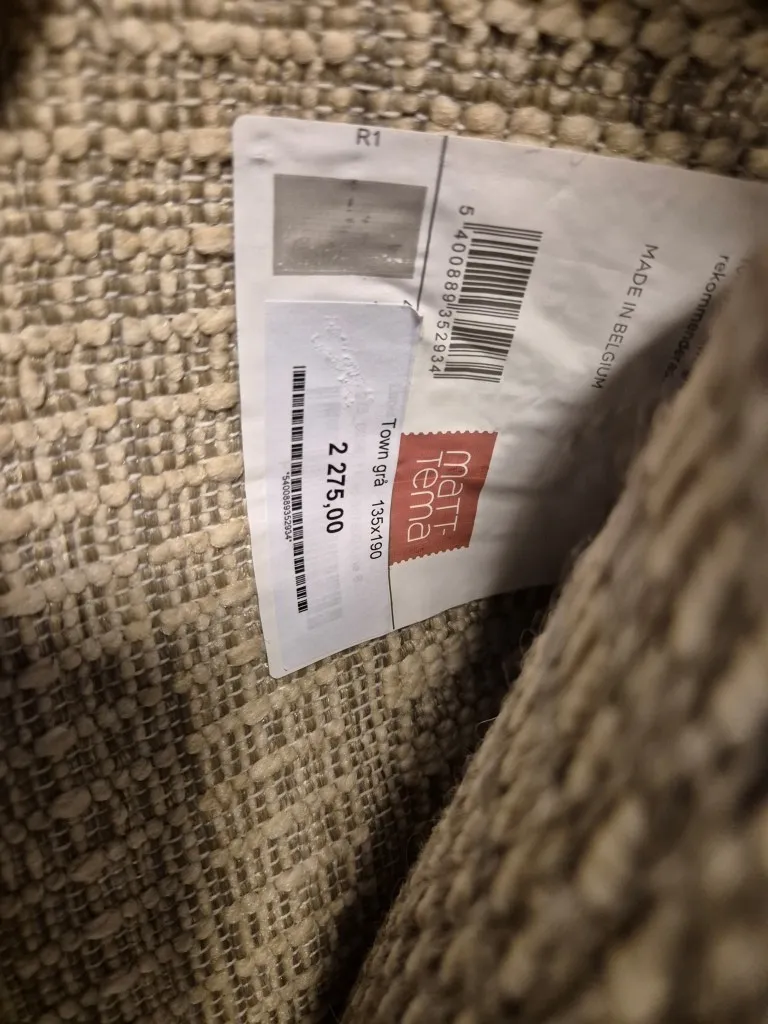 R1
5 400889 352934
MADE IN BELGIUM
matt-
Tema
Town grå 135x190
2 275,00
*5400889352934*